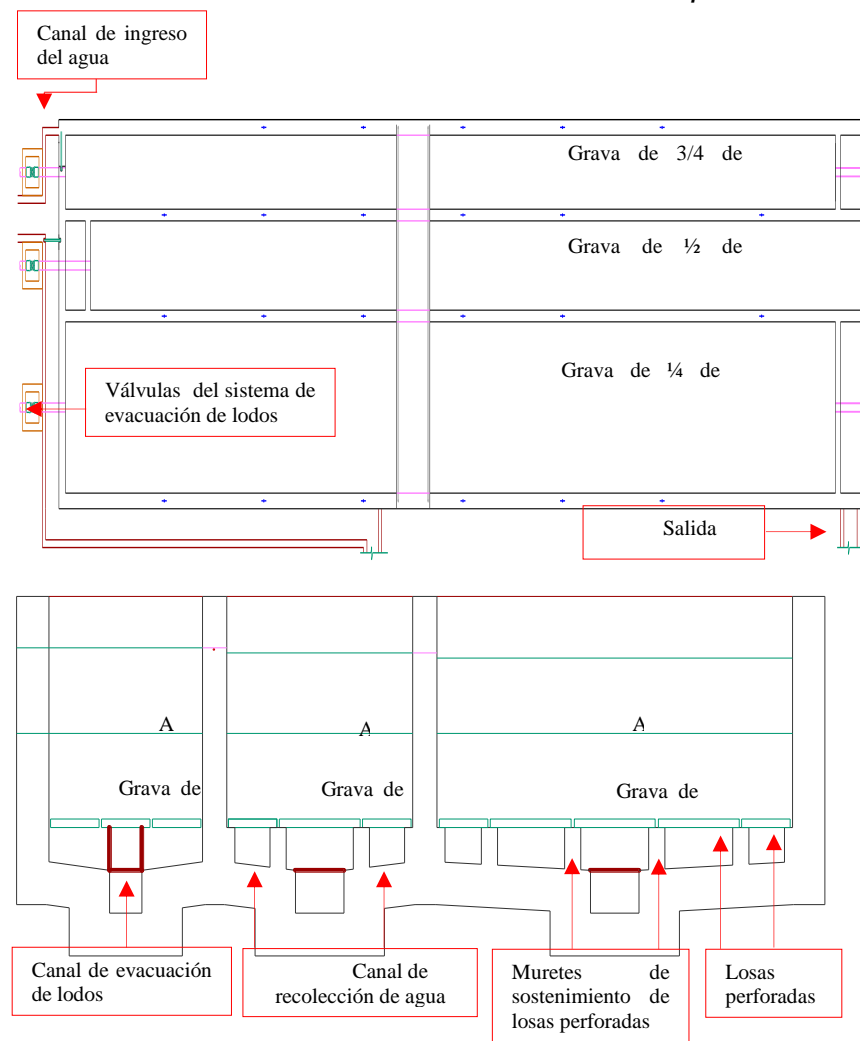 Canal de ingreso
del agua
Grava de 3/4 de
Grava de ½ de
Grava de ¼ de
Válvulas del sistema de
evacuación de lodos
Salida
A
A
A
Grava de
Grava de
Grava de
Canal de evacuación
de lodos
Canal de
recolección de agua
Muretes de
sostenimiento de
losas perforadas
Losas
perforadas